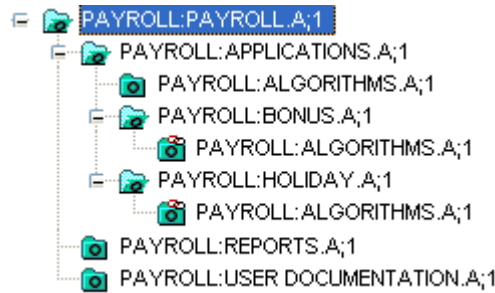 PAYROLL:PAYROLL.A;1
PAYROLL:APPLICATIONS.A;1
PAYROLL:ALGORITHMS.A;1
PAYROLL:BONUS.A;1
PAYROLL:ALGORITHMS.A;1
PAYROLL:HOLIDAY.A;1
PAYROLL:ALGORITHMS.A;1
PAYROLL:REPORTS.A;1
PAYROLL:USER DOCUMENTATION.A;1